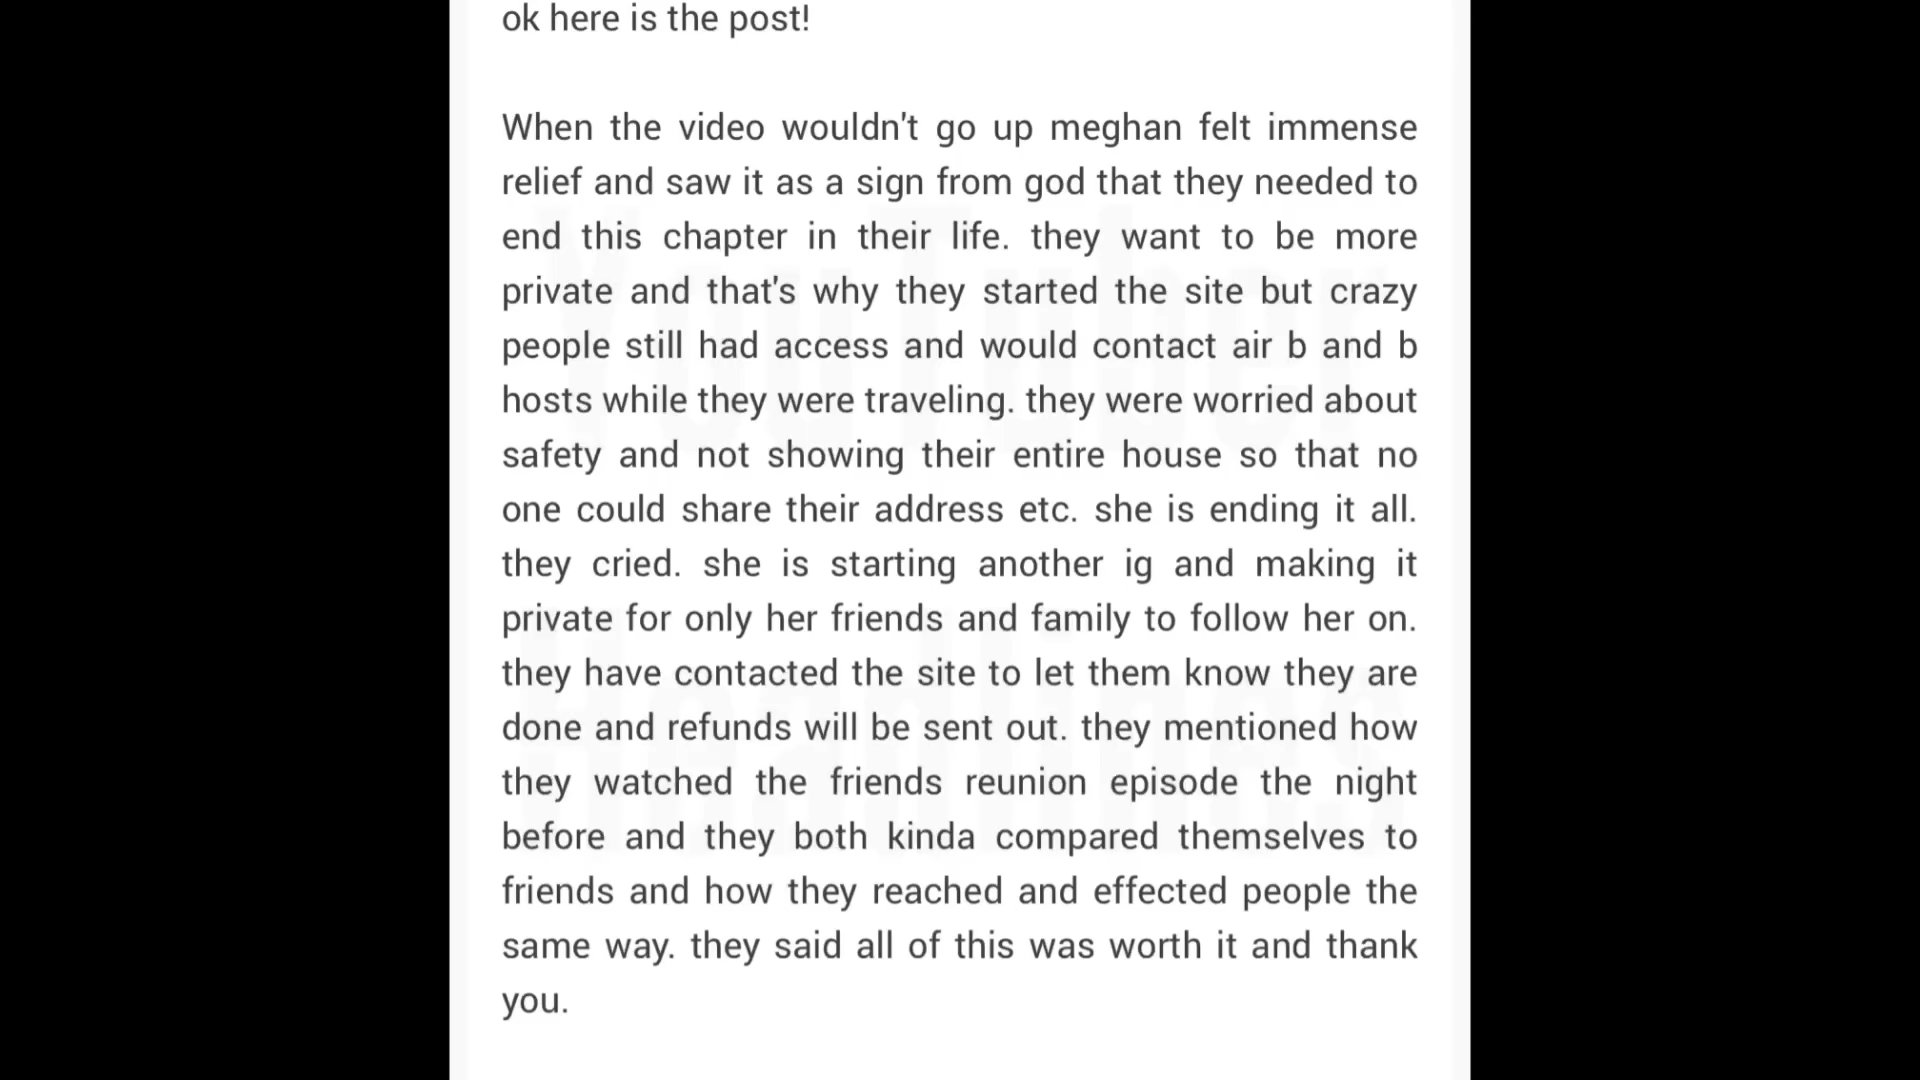 ok here is the post!
When the video wouldn't go up meghan felt immense
relief and saw it as a sign from god that they needed to
end this chapter in their life. they want to be more
private and that's why they started the site but crazy
people still had access and would contact air b and b
hosts while they were traveling. they were worried about
safety and not showing their entire house so that no
one could share their address etc. she is ending it all.
they cried. she is starting another ig and making it
private for only her friends and family to follow her on.
they have contacted the site to let them know they are
done and refunds will be sent out. they mentioned how
they watched the friends reunion episode the night
before and they both kinda compared themselves to
friends and how they reached and effected people the
same way. they said all of this was worth it and thank
you.
YouTuber
Headlines